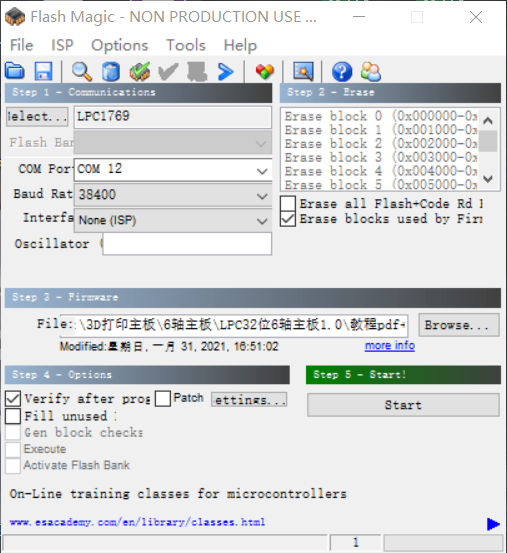 Flash Magic - NON PRODUCTION USE ...
File ISP Options Tools Help
Step 1 - Communications
Select... LPC1769
Flash Ban
COM Port COM 12
Baud Rat 38400
Interfa None (ISP)
Oscillator (
Step 2 - Erase
Erase block 0 (0x000000-0x
Erase block 1 (0x001000-0x
Erase block 2 (0x002000-0x
Erase block 3 (0x003000-0x
Erase block 4 (0x004000-0x
Erase block 5 (0x005000-0x
Erase all Flash+Code Rd
Erase blocks used by Firm
Step 3 - Firmware
File: :\3D打印主板\6轴主板\LPC32位6轴主板1.0\教程pdf+ Browse...
Modified:星期日, 一月 31, 2021, 16:51:02 more info
Step 4 - Options
Verify after prog Patch ettings...
Fill unused
Gen block checks
Execute
Activate Flash Bank
Step 5 - Start!
Start
On-Line training classes for microcontrollers
www.esacademy.com/en/library/classes.html
1